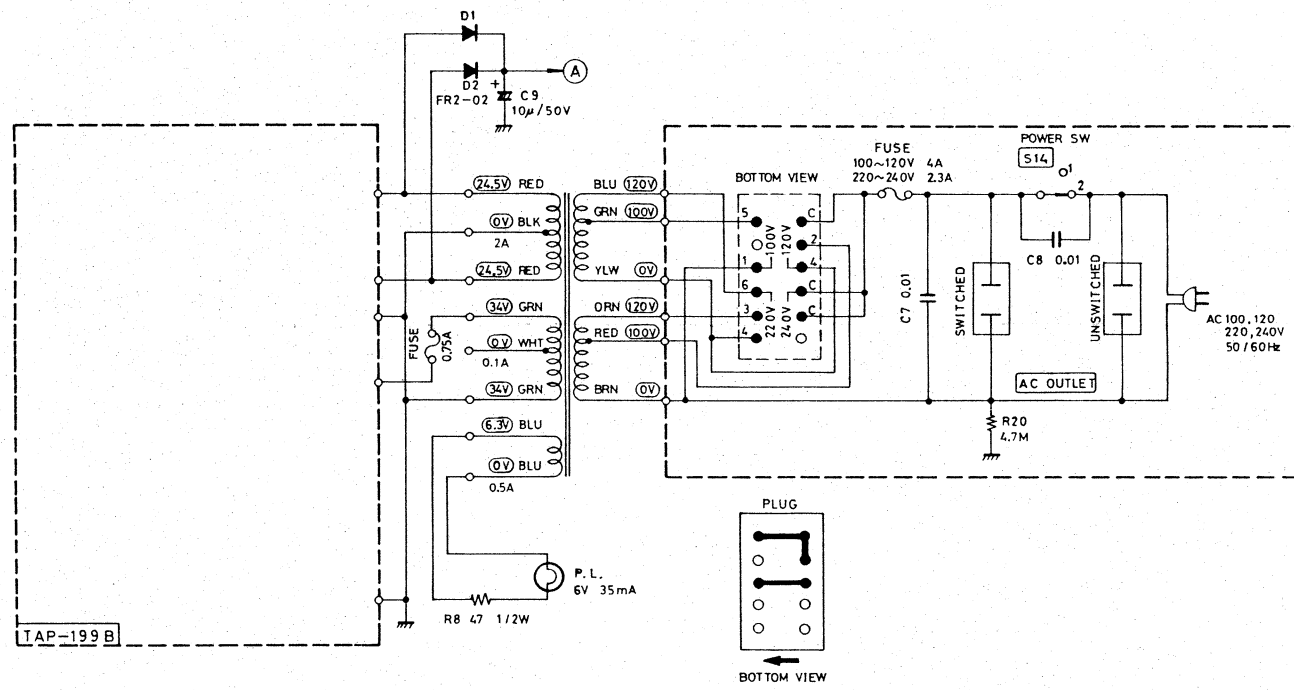 D1
D2
FR2-02
+
C9
10µ/50V
A
24.5V RED
0V BLK
2A
24.5V RED
34V GRN
FUSE
0.75A
0V WHT
0.1A
34V GRN
6.3V BLU
0V BLU
0.5A
BLU 120V
GRN 100V
YLW 0V
ORN 120V
RED 100V
BRN 0V
P.L.
6V 35mA
R8 47 1/2W
TAP-199B
BOTTOM VIEW
5 C
2
1 4
6 C
3 C
4
100V
120V
220V
240V
FUSE
100~120V 4A
220~240V 2.3A
POWER SW
S14
1
2
C8 0.01
C7 0.01
SWITCHED
UNSWITCHED
AC OUTLET
R20
4.7M
AC 100, 120
220, 240V
50/60Hz
PLUG
BOTTOM VIEW